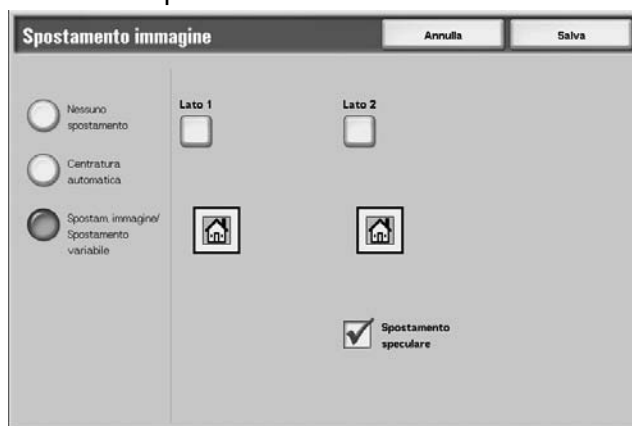 Spostamento immagine
Annulla
Salva
Nessuno
spostamento
Centratura
automatica
Spostam. immagine/
Spostamento
variabile
Lato 1
Lato 2
Spostamento
speculare